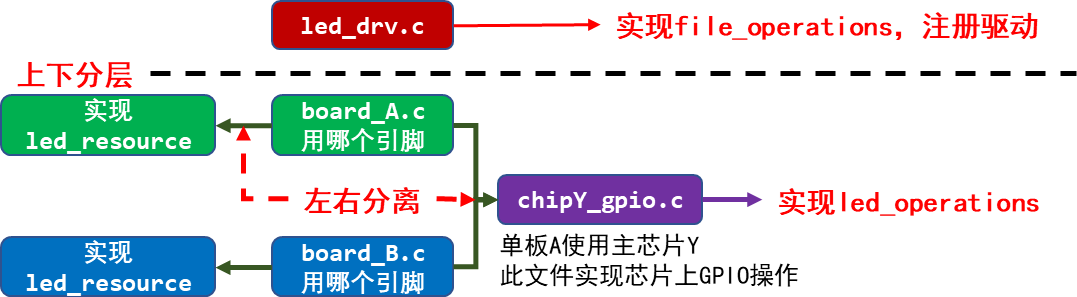 led_drv.c
实现file_operations，注册驱动
上下分层
实现
led_resource
board_A.c
用哪个引脚
左右分离
chipY_gpio.c
实现led_operations
单板A使用主芯片Y
此文件实现芯片上GPIO操作
实现
led_resource
board_B.c
用哪个引脚